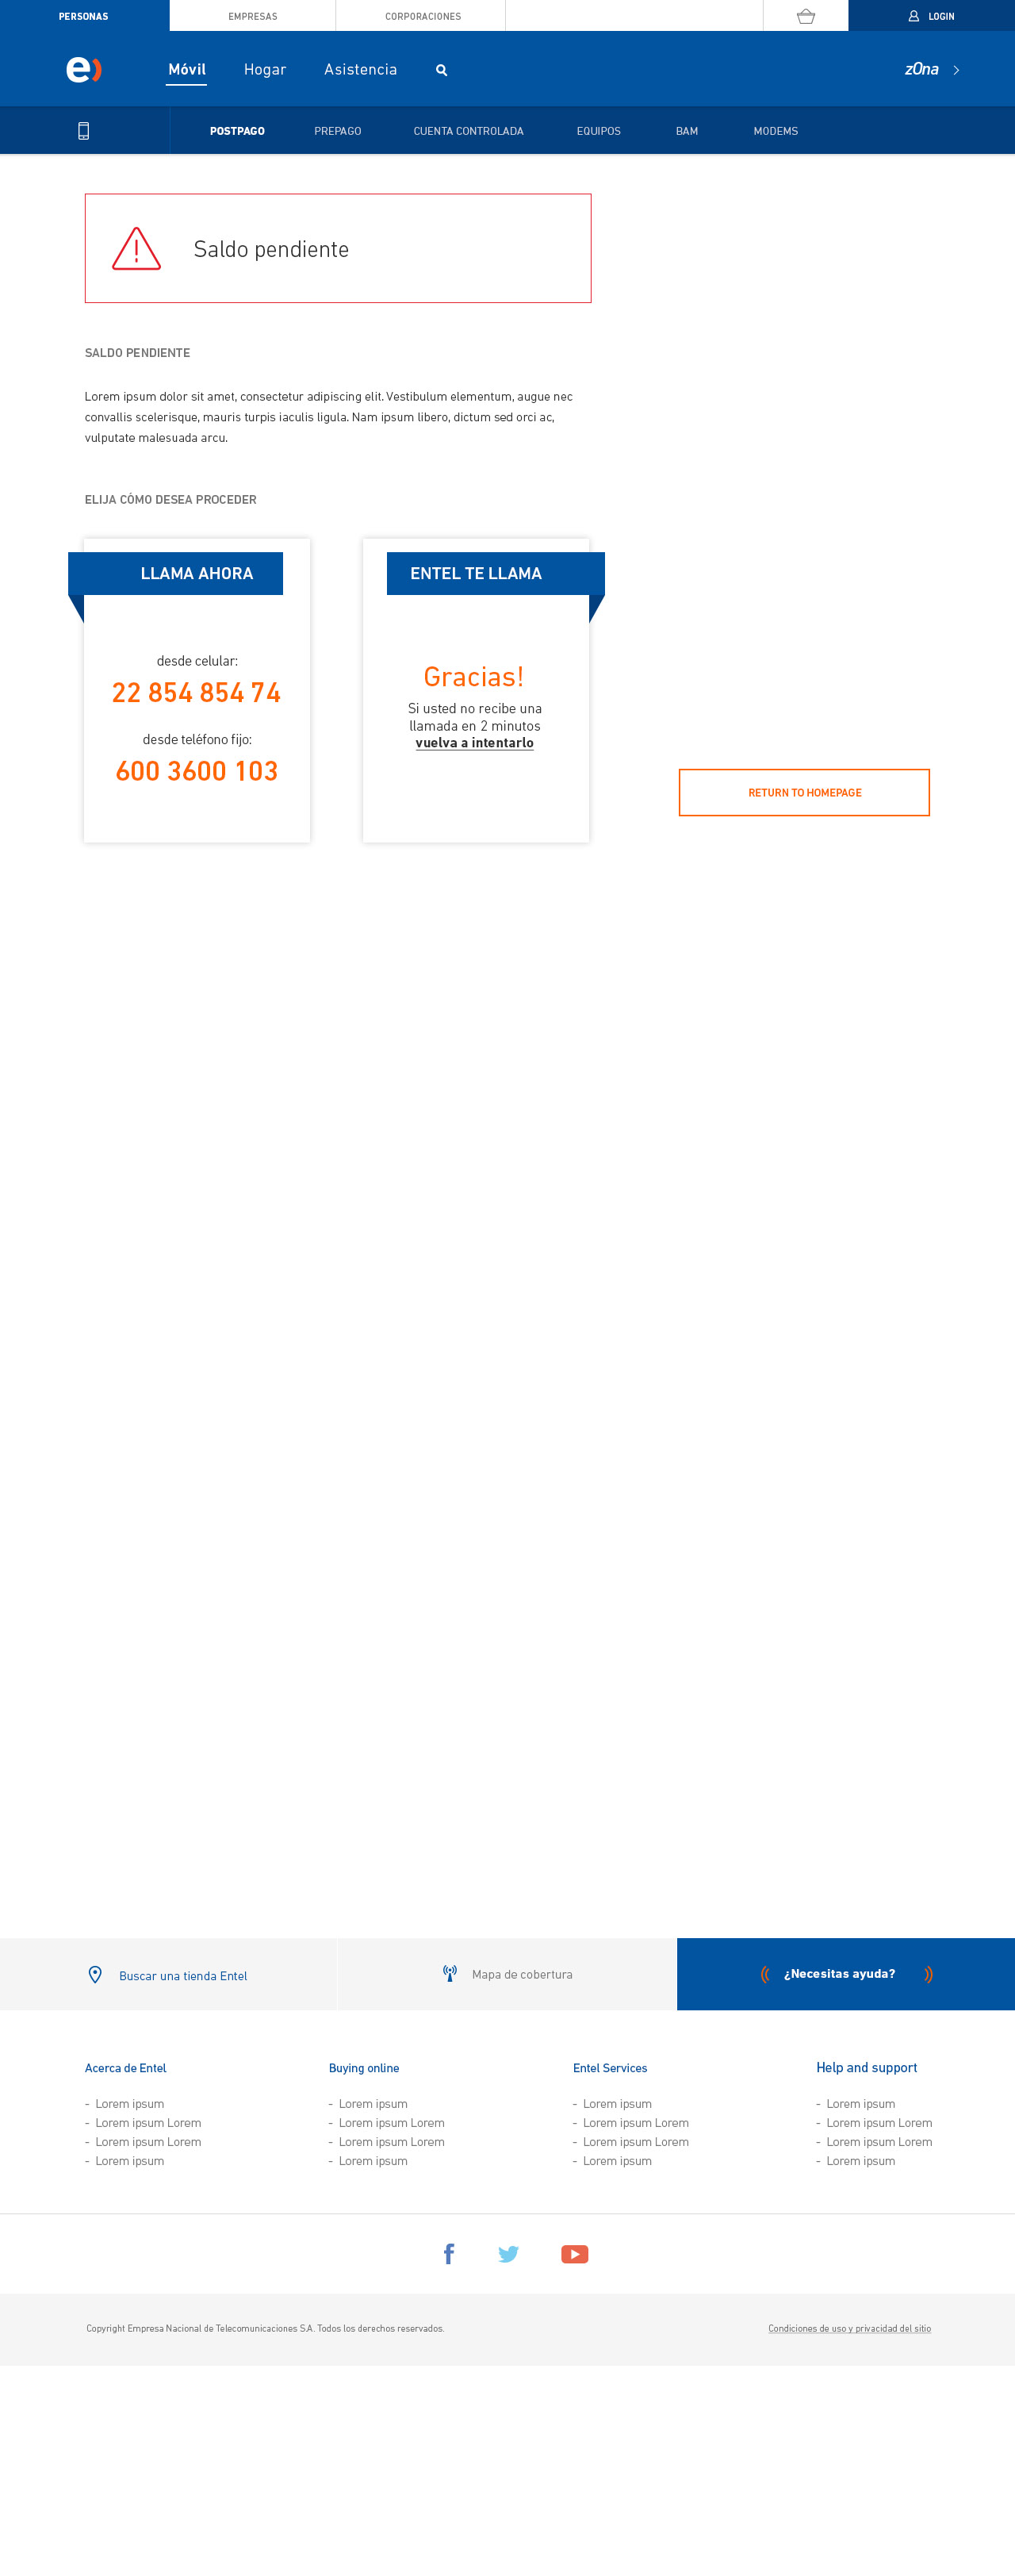 PERSONAS
EMPRESAS
CORPORACIONES
LOGIN
e)
Móvil
Hogar
Asistencia
zOna
POSTPAGO
PREPAGO
CUENTA CONTROLADA
EQUIPOS
BAM
MODEMS
Saldo pendiente
SALDO PENDIENTE
Lorem ipsum dolor sit amet, consectetur adipiscing elit. Vestibulum elementum, augue nec
convallis scelerisque, mauris turpis iaculis ligula. Nam ipsum libero, dictum sed orci ac,
vulputate malesuada arcu.
ELIJA CÓMO DESEA PROCEDER
LLAMA AHORA
desde celular:
22 854 854 74
desde teléfono fijo:
600 3600 103
ENTEL TE LLAMA
Gracias!
Si usted no recibe una
llamada en 2 minutos
vuelva a intentarlo
RETURN TO HOMEPAGE
Buscar una tienda Entel
Mapa de cobertura
¿Necesitas ayuda?
Acerca de Entel
- Lorem ipsum
- Lorem ipsum Lorem
- Lorem ipsum Lorem
- Lorem ipsum
Buying online
- Lorem ipsum
- Lorem ipsum Lorem
- Lorem ipsum Lorem
- Lorem ipsum
Entel Services
- Lorem ipsum
- Lorem ipsum Lorem
- Lorem ipsum Lorem
- Lorem ipsum
Help and support
- Lorem ipsum
- Lorem ipsum Lorem
- Lorem ipsum Lorem
- Lorem ipsum
Copyright Empresa Nacional de Telecomunicaciones S.A. Todos los derechos reservados.
Condiciones de uso y privacidad del sitio